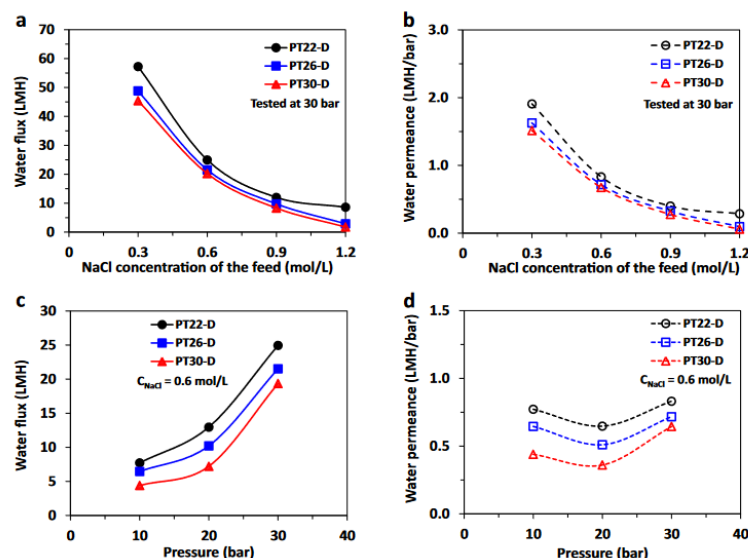 a
Water flux (LMH)
70
60
50
40
30
20
10
0
PT22-D
PT26-D
PT30-D
Tested at 30 bar
0 0.3 0.6 0.9 1.2
NaCl concentration of the feed (mol/L)
b
Water permeance (LMH/bar)
3.0
2.0
1.0
0.0
PT22-D
PT26-D
PT30-D
Tested at 30 bar
0 0.3 0.6 0.9 1.2
NaCl concentration of the feed (mol/L)
c
Water flux (LMH)
30
25
20
15
10
5
0
PT22-D
PT26-D
PT30-D
C_NaCl = 0.6 mol/L
0 10 20 30 40
Pressure (bar)
d
Water permeance (LMH/bar)
1.5
1.0
0.5
0.0
PT22-D
PT26-D
PT30-D
C_NaCl = 0.6 mol/L
0 10 20 30 40
Pressure (bar)